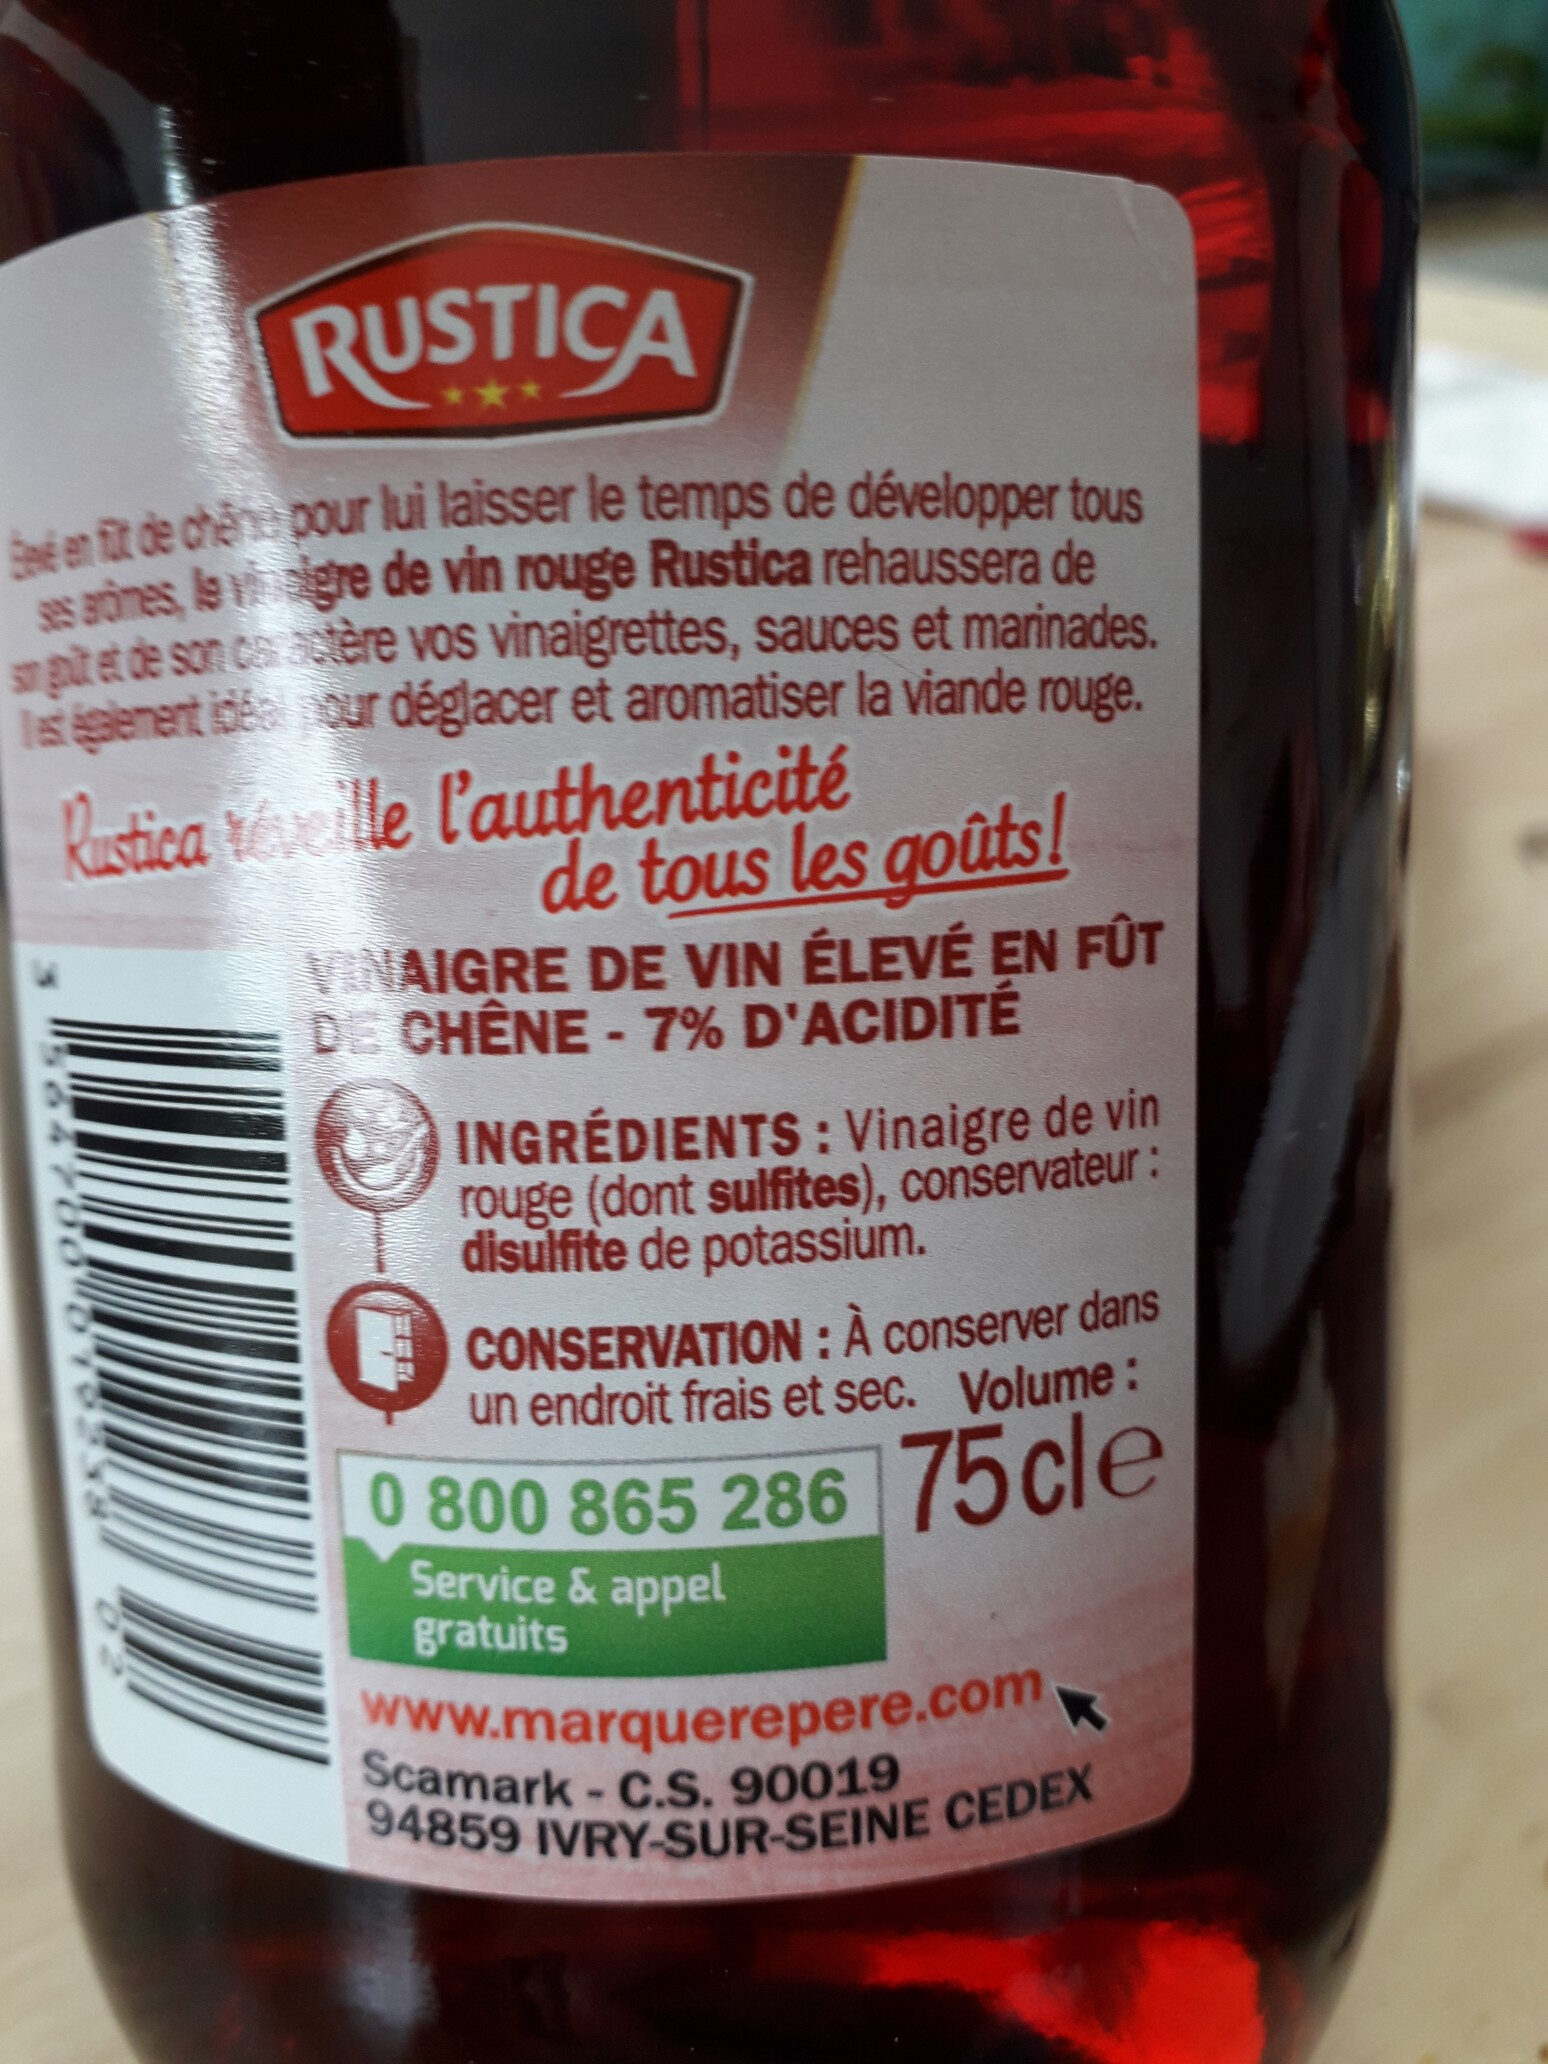 RUSTICA
Élevé en fût de chêne pour lui laisser le temps de développer tous
ses arômes, le vinaigre de vin rouge Rustica rehaussera de
son goût et de son caractère vos vinaigrettes, sauces et marinades.
Il est également idéal pour déglacer et aromatiser la viande rouge.
Rustica réveille l'authenticité
de tous les goûts!
VINAIGRE DE VIN ÉLEVÉ EN FÛT
DE CHÊNE - 7% D'ACIDITÉ
INGRÉDIENTS : Vinaigre de vin
rouge (dont sulfites), conservateur :
disulfite de potassium.
CONSERVATION : À conserver dans
un endroit frais et sec. Volume :
75 cl e
0 800 865 286
Service & appel
gratuits
www.marquerepere.com
Scamark - C.S. 90019
94859 IVRY-SUR-SEINE CEDEX
02